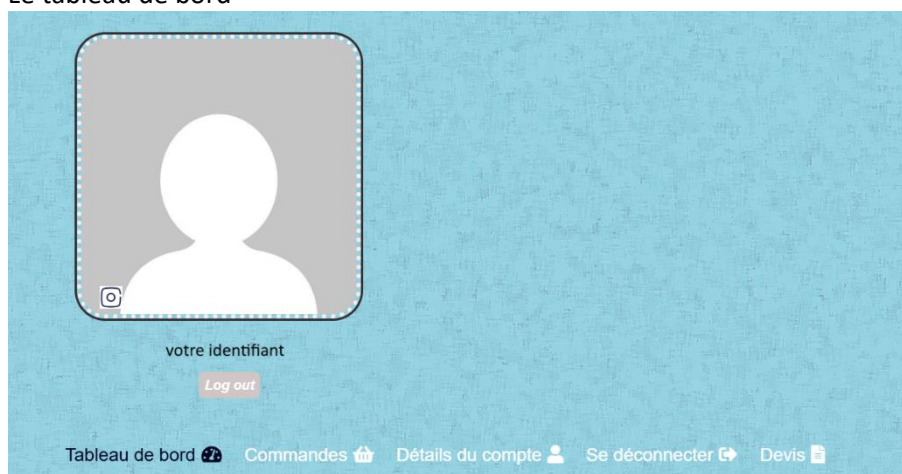 Le tableau de bord
votre identifiant
Log out
Tableau de bord Commandes Détails du compte Se déconnecter Devis